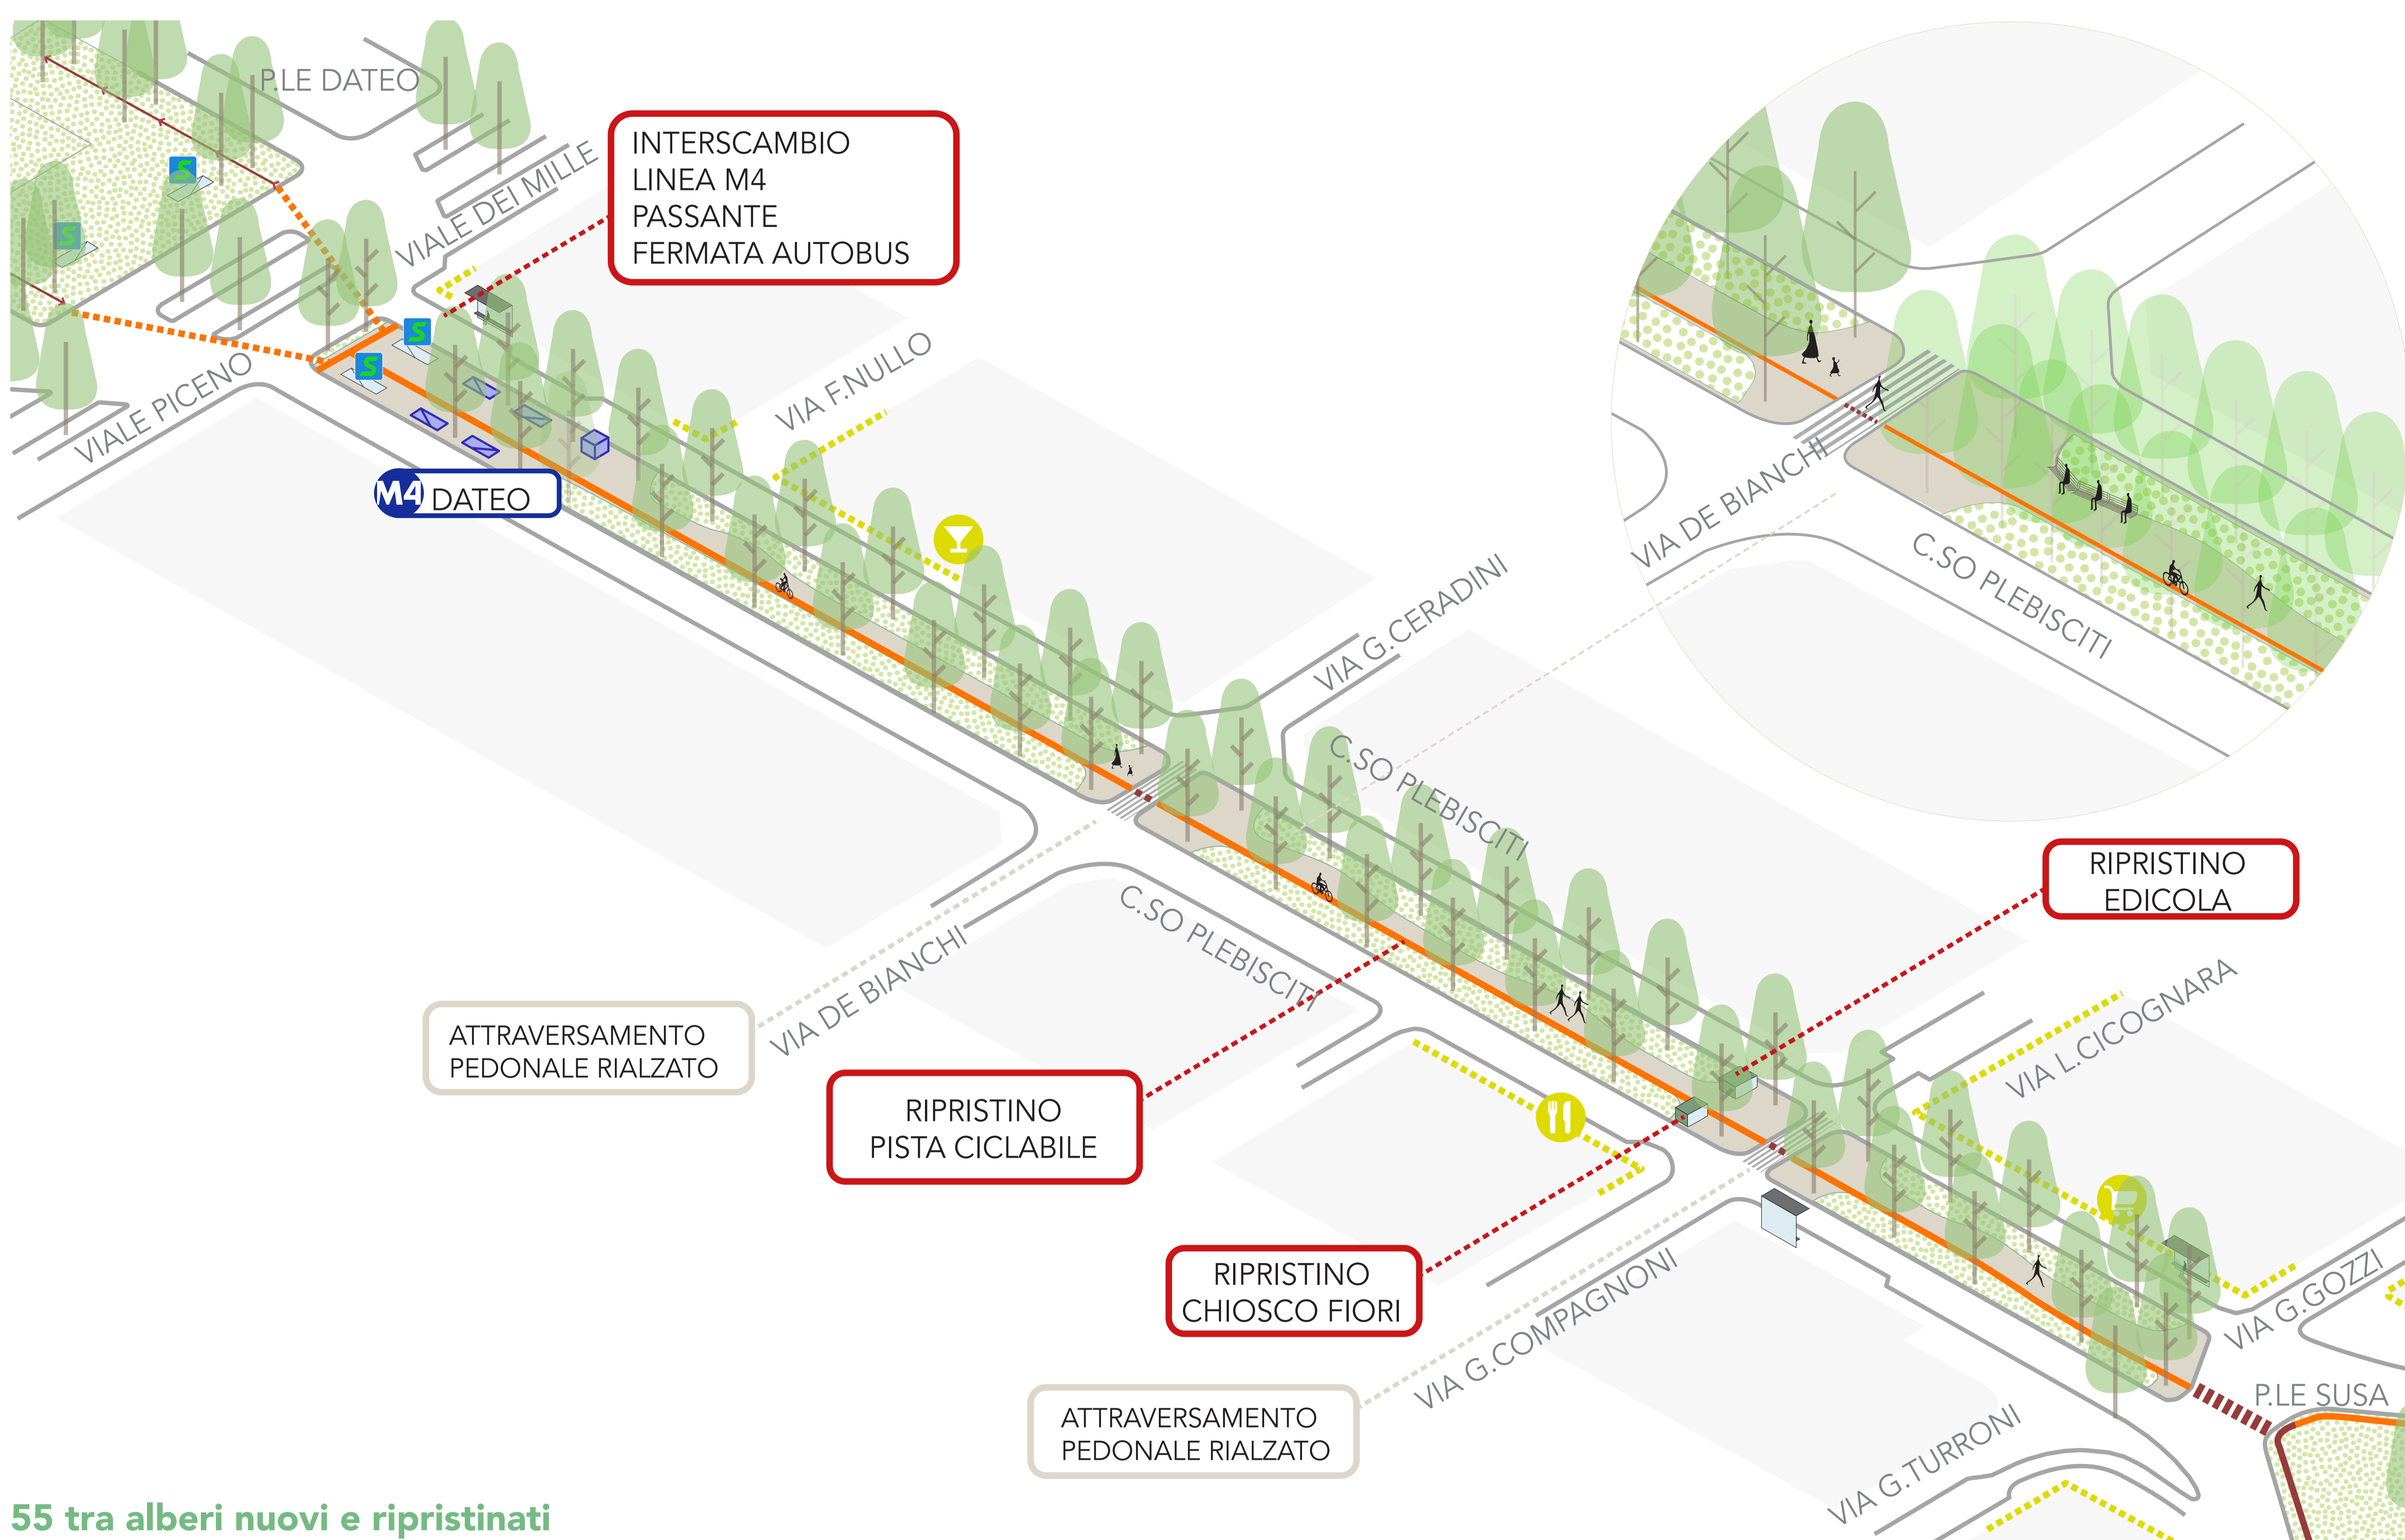 P.LE DATEO
INTERSCAMBIO
LINEA M4
PASSANTE
FERMATA AUTOBUS
VIALE DEI MILLE
S
S
S
S
VIALE PICENO
VIA F.NULLO
M4 DATEO
VIA DE BIANCHI
C.SO PLEBISCITI
VIA G.CERADINI
C.SO PLEBISCITI
RIPRISTINO
EDICOLA
C.SO PLEBISCITI
VIA DE BIANCHI
VIA L.CICOGNARA
ATTRAVERSAMENTO
PEDONALE RIALZATO
RIPRISTINO
PISTA CICLABILE
RIPRISTINO
CHIOSCO FIORI
VIA G.COMPAGNONI
VIA G.GOZZI
P.LE SUSA
ATTRAVERSAMENTO
PEDONALE RIALZATO
VIA G.TURRONI
55 tra alberi nuovi e ripristinati